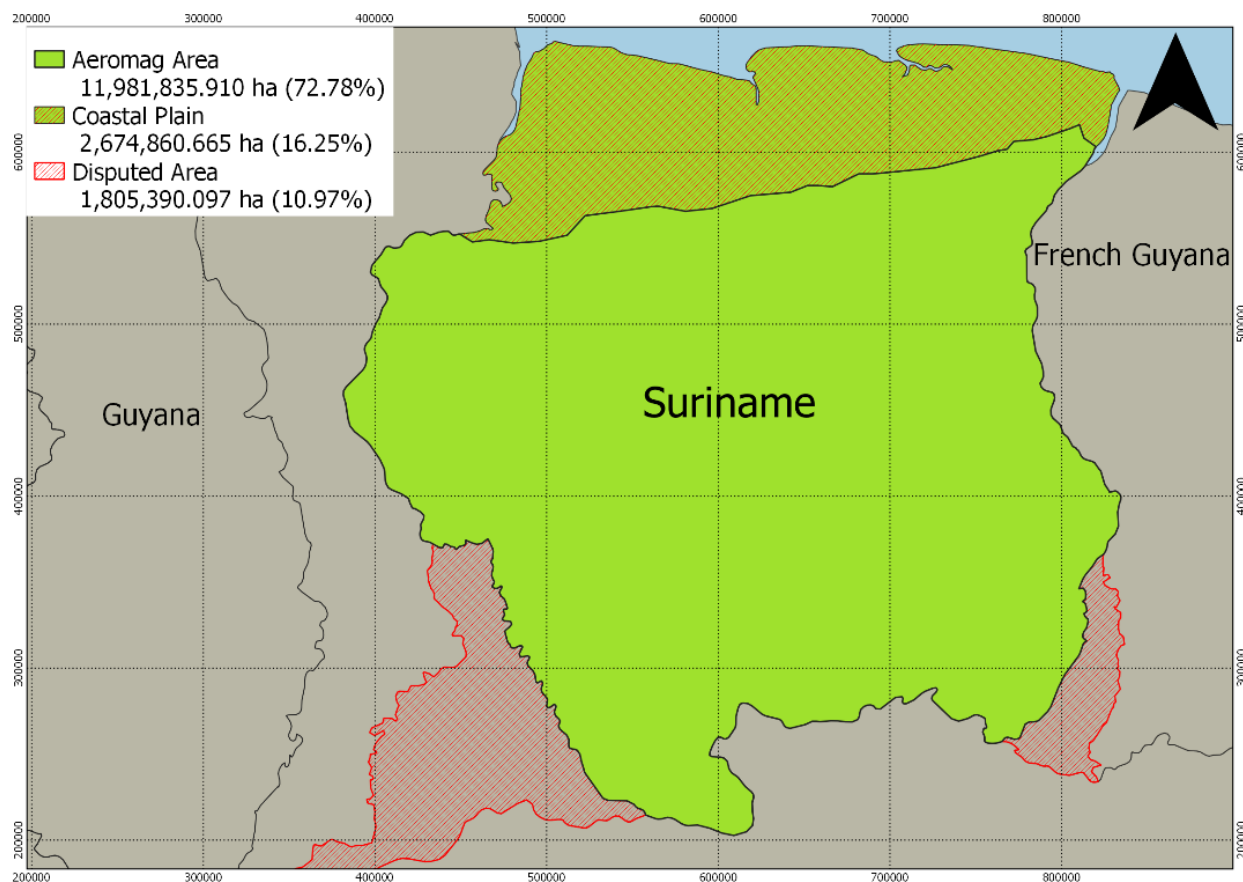 200000 300000 400000 500000 600000 700000 800000
Aeromag Area
11,981,835.910 ha (72.78%)
Coastal Plain
2,674,860.665 ha (16.25%)
Disputed Area
1,805,390.097 ha (10.97%)
600000 600000
French Guyana
500000 500000
Suriname
Guyana
400000 400000
300000 300000
200000 200000
200000 300000 400000 500000 600000 700000 800000